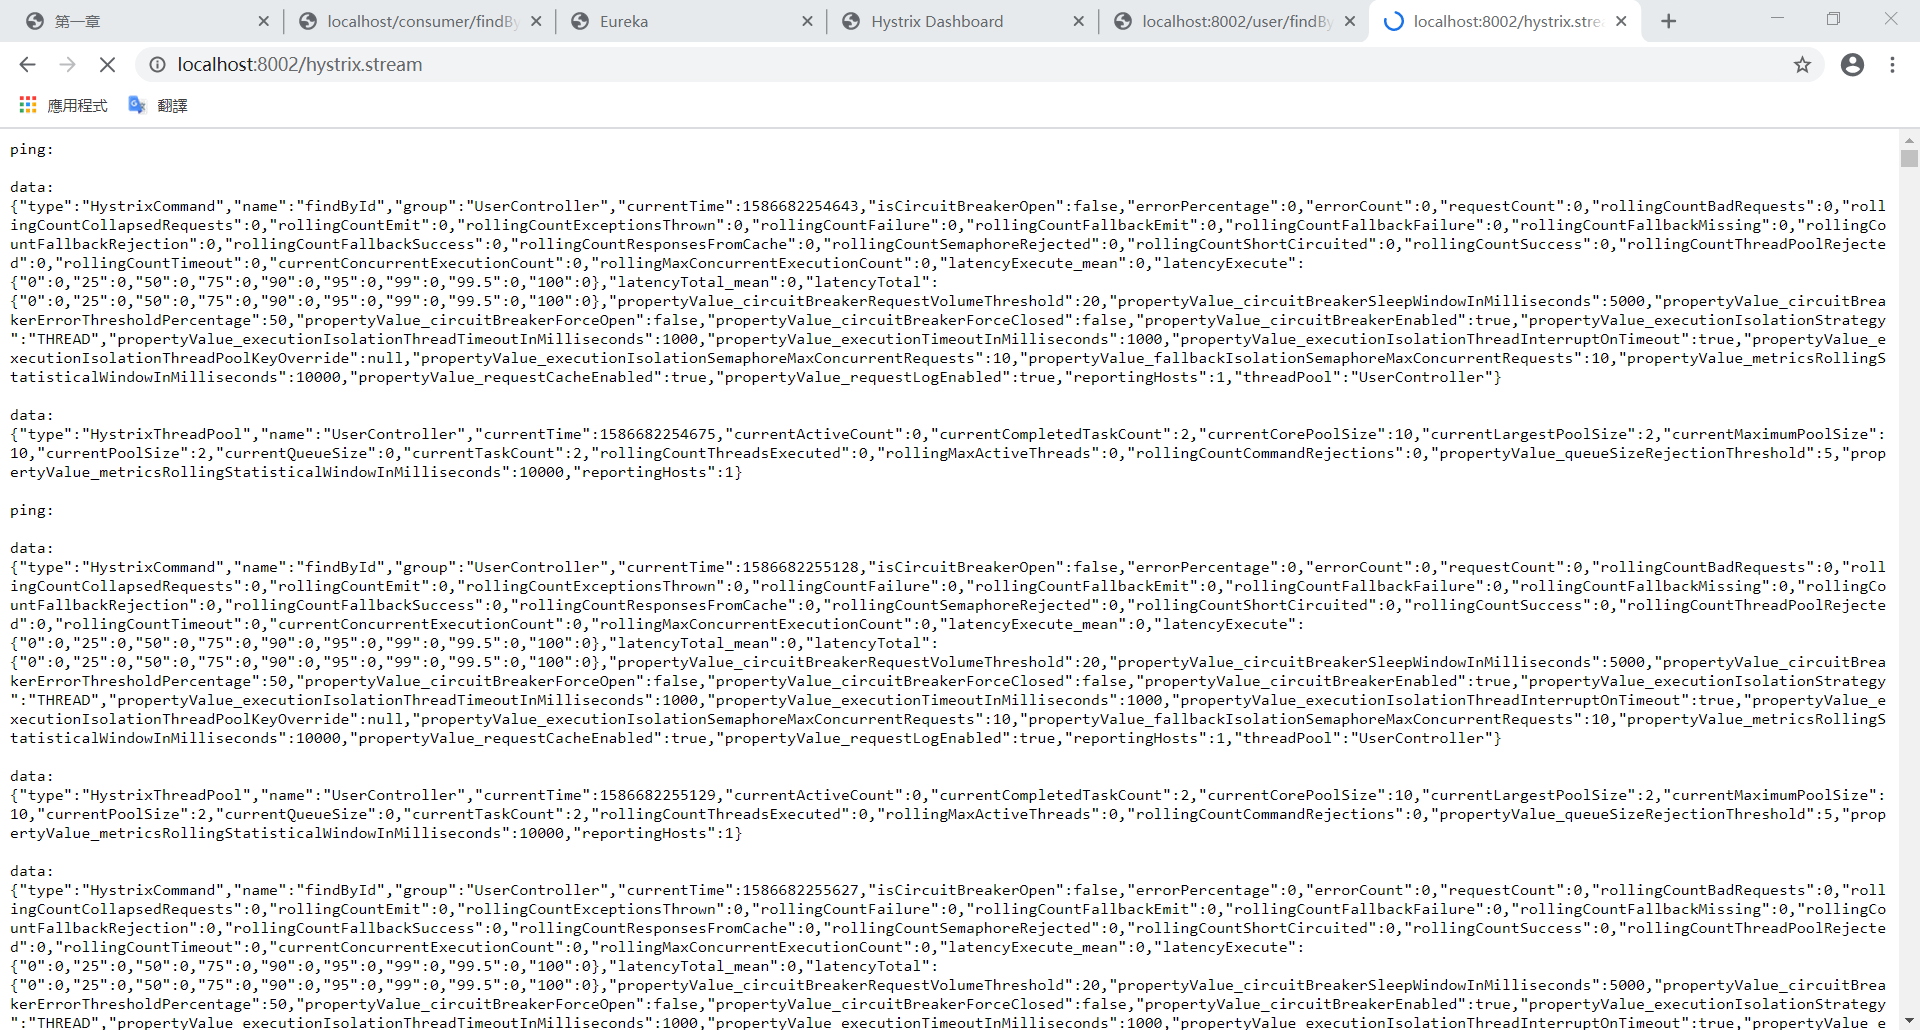 第一章
localhost/consumer/findBy
Eureka
Hystrix Dashboard
localhost:8002/user/findBy
localhost:8002/hystrix.stre
localhost:8002/hystrix.stream
應用程式
翻譯
ping:
data:
{"type":"HystrixCommand","name":"findById","group":"UserController","currentTime":1586682254643,"isCircuitBreakerOpen":false,"errorPercentage":0,"errorCount":0,"requestCount":0,"rollingCountBadRequests":0,"roll
ingCountCollapsedRequests":0,"rollingCountEmit":0,"rollingCountExceptionsThrown":0,"rollingCountFailure":0,"rollingCountFallbackEmit":0,"rollingCountFallbackFailure":0,"rollingCountFallbackMissing":0,"rollingCo
untFallbackRejection":0,"rollingCountFallbackSuccess":0,"rollingCountResponsesFromCache":0,"rollingCountSemaphoreRejected":0,"rollingCountShortCircuited":0,"rollingCountSuccess":0,"rollingCountThreadPoolRejecte
d":0,"rollingCountTimeout":0,"currentConcurrentExecutionCount":0,"rollingMaxConcurrentExecutionCount":0,"latencyExecute_mean":0,"latencyExecute":
{"0":0,"25":0,"50":0,"75":0,"90":0,"95":0,"99":0,"99.5":0,"100":0},"latencyTotal_mean":0,"latencyTotal":
{"0":0,"25":0,"50":0,"75":0,"90":0,"95":0,"99":0,"99.5":0,"100":0},"propertyValue_circuitBreakerRequestVolumeThreshold":20,"propertyValue_circuitBreakerSleepWindowInMilliseconds":5000,"propertyValue_circuitBrea
kerErrorThresholdPercentage":50,"propertyValue_circuitBreakerForceOpen":false,"propertyValue_circuitBreakerForceClosed":false,"propertyValue_circuitBreakerEnabled":true,"propertyValue_executionIsolationStrategy
":"THREAD","propertyValue_executionIsolationThreadTimeoutInMilliseconds":1000,"propertyValue_executionTimeoutInMilliseconds":1000,"propertyValue_executionIsolationThreadInterruptOnTimeout":true,"propertyValue_e
xecutionIsolationThreadPoolKeyOverride":null,"propertyValue_executionIsolationSemaphoreMaxConcurrentRequests":10,"propertyValue_fallbackIsolationSemaphoreMaxConcurrentRequests":10,"propertyValue_metricsRollingS
tatisticalWindowInMilliseconds":10000,"propertyValue_requestCacheEnabled":true,"propertyValue_requestLogEnabled":true,"reportingHosts":1,"threadPool":"UserController"}
data:
{"type":"HystrixThreadPool","name":"UserController","currentTime":1586682254675,"currentActiveCount":0,"currentCompletedTaskCount":2,"currentCorePoolSize":10,"currentLargestPoolSize":2,"currentMaximumPoolSize":
10,"currentPoolSize":2,"currentQueueSize":0,"currentTaskCount":2,"rollingCountThreadsExecuted":0,"rollingMaxActiveThreads":0,"rollingCountCommandRejections":0,"propertyValue_queueSizeRejectionThreshold":5,"prop
ertyValue_metricsRollingStatisticalWindowInMilliseconds":10000,"reportingHosts":1}
ping:
data:
{"type":"HystrixCommand","name":"findById","group":"UserController","currentTime":1586682255128,"isCircuitBreakerOpen":false,"errorPercentage":0,"errorCount":0,"requestCount":0,"rollingCountBadRequests":0,"roll
ingCountCollapsedRequests":0,"rollingCountEmit":0,"rollingCountExceptionsThrown":0,"rollingCountFailure":0,"rollingCountFallbackEmit":0,"rollingCountFallbackFailure":0,"rollingCountFallbackMissing":0,"rollingCo
untFallbackRejection":0,"rollingCountFallbackSuccess":0,"rollingCountResponsesFromCache":0,"rollingCountSemaphoreRejected":0,"rollingCountShortCircuited":0,"rollingCountSuccess":0,"rollingCountThreadPoolRejecte
d":0,"rollingCountTimeout":0,"currentConcurrentExecutionCount":0,"rollingMaxConcurrentExecutionCount":0,"latencyExecute_mean":0,"latencyExecute":
{"0":0,"25":0,"50":0,"75":0,"90":0,"95":0,"99":0,"99.5":0,"100":0},"latencyTotal_mean":0,"latencyTotal":
{"0":0,"25":0,"50":0,"75":0,"90":0,"95":0,"99":0,"99.5":0,"100":0},"propertyValue_circuitBreakerRequestVolumeThreshold":20,"propertyValue_circuitBreakerSleepWindowInMilliseconds":5000,"propertyValue_circuitBrea
kerErrorThresholdPercentage":50,"propertyValue_circuitBreakerForceOpen":false,"propertyValue_circuitBreakerForceClosed":false,"propertyValue_circuitBreakerEnabled":true,"propertyValue_executionIsolationStrategy
":"THREAD","propertyValue_executionIsolationThreadTimeoutInMilliseconds":1000,"propertyValue_executionTimeoutInMilliseconds":1000,"propertyValue_executionIsolationThreadInterruptOnTimeout":true,"propertyValue_e
xecutionIsolationThreadPoolKeyOverride":null,"propertyValue_executionIsolationSemaphoreMaxConcurrentRequests":10,"propertyValue_fallbackIsolationSemaphoreMaxConcurrentRequests":10,"propertyValue_metricsRollingS
tatisticalWindowInMilliseconds":10000,"propertyValue_requestCacheEnabled":true,"propertyValue_requestLogEnabled":true,"reportingHosts":1,"threadPool":"UserController"}
data:
{"type":"HystrixThreadPool","name":"UserController","currentTime":1586682255129,"currentActiveCount":0,"currentCompletedTaskCount":2,"currentCorePoolSize":10,"currentLargestPoolSize":2,"currentMaximumPoolSize":
10,"currentPoolSize":2,"currentQueueSize":0,"currentTaskCount":2,"rollingCountThreadsExecuted":0,"rollingMaxActiveThreads":0,"rollingCountCommandRejections":0,"propertyValue_queueSizeRejectionThreshold":5,"prop
ertyValue_metricsRollingStatisticalWindowInMilliseconds":10000,"reportingHosts":1}
data:
{"type":"HystrixCommand","name":"findById","group":"UserController","currentTime":1586682255627,"isCircuitBreakerOpen":false,"errorPercentage":0,"errorCount":0,"requestCount":0,"rollingCountBadRequests":0,"roll
ingCountCollapsedRequests":0,"rollingCountEmit":0,"rollingCountExceptionsThrown":0,"rollingCountFailure":0,"rollingCountFallbackEmit":0,"rollingCountFallbackFailure":0,"rollingCountFallbackMissing":0,"rollingCo
untFallbackRejection":0,"rollingCountFallbackSuccess":0,"rollingCountResponsesFromCache":0,"rollingCountSemaphoreRejected":0,"rollingCountShortCircuited":0,"rollingCountSuccess":0,"rollingCountThreadPoolRejecte
d":0,"rollingCountTimeout":0,"currentConcurrentExecutionCount":0,"rollingMaxConcurrentExecutionCount":0,"latencyExecute_mean":0,"latencyExecute":
{"0":0,"25":0,"50":0,"75":0,"90":0,"95":0,"99":0,"99.5":0,"100":0},"latencyTotal_mean":0,"latencyTotal":
{"0":0,"25":0,"50":0,"75":0,"90":0,"95":0,"99":0,"99.5":0,"100":0},"propertyValue_circuitBreakerRequestVolumeThreshold":20,"propertyValue_circuitBreakerSleepWindowInMilliseconds":5000,"propertyValue_circuitBrea
kerErrorThresholdPercentage":50,"propertyValue_circuitBreakerForceOpen":false,"propertyValue_circuitBreakerForceClosed":false,"propertyValue_circuitBreakerEnabled":true,"propertyValue_executionIsolationStrategy
":"THREAD","propertyValue_executionIsolationThreadTimeoutInMilliseconds":1000,"propertyValue_executionTimeoutInMilliseconds":1000,"propertyValue_executionIsolationThreadInterruptOnTimeout":true,"propertyValue_e